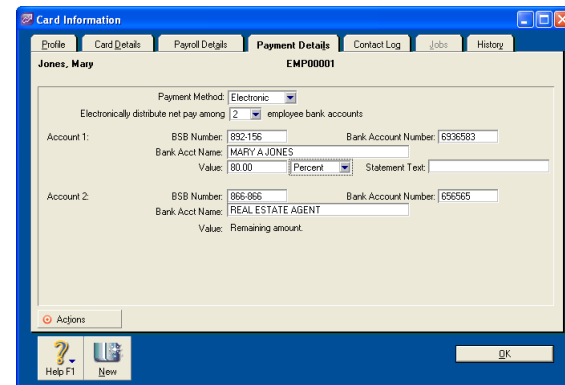 Card Information
Profile Card Details Payroll Details Payment Details Contact Log Jobs History
Jones, Mary EMP00001
Payment Method: Electronic
Electronically distribute net pay among 2 employee bank accounts
Account 1: BSB Number: 892-156 Bank Account Number: 6936583
Bank Acct Name: MARY A JONES
Value: 80.00 Percent Statement Text:
Account 2: BSB Number: 866-866 Bank Account Number: 656565
Bank Acct Name: REAL ESTATE AGENT
Value: Remaining amount.
Actions
Help F1 New OK